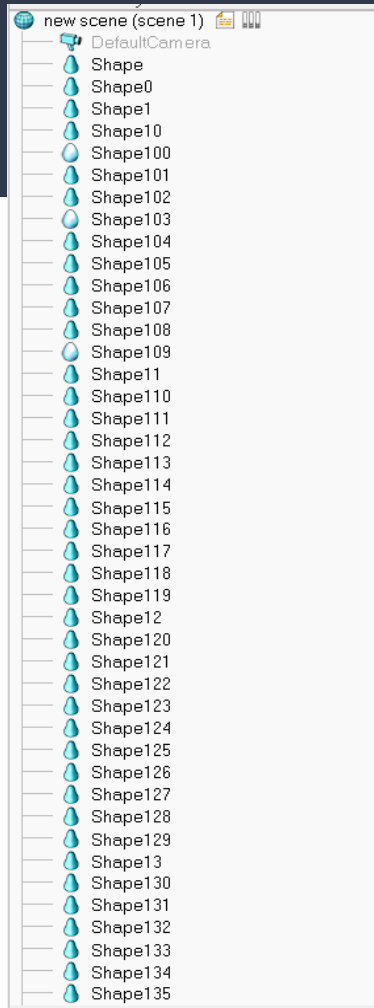 new scene (scene 1)
DefaultCamera
Shape
Shape0
Shape1
Shape10
Shape100
Shape101
Shape102
Shape103
Shape104
Shape105
Shape106
Shape107
Shape108
Shape109
Shape11
Shape110
Shape111
Shape112
Shape113
Shape114
Shape115
Shape116
Shape117
Shape118
Shape119
Shape12
Shape120
Shape121
Shape122
Shape123
Shape124
Shape125
Shape126
Shape127
Shape128
Shape129
Shape13
Shape130
Shape131
Shape132
Shape133
Shape134
Shape135